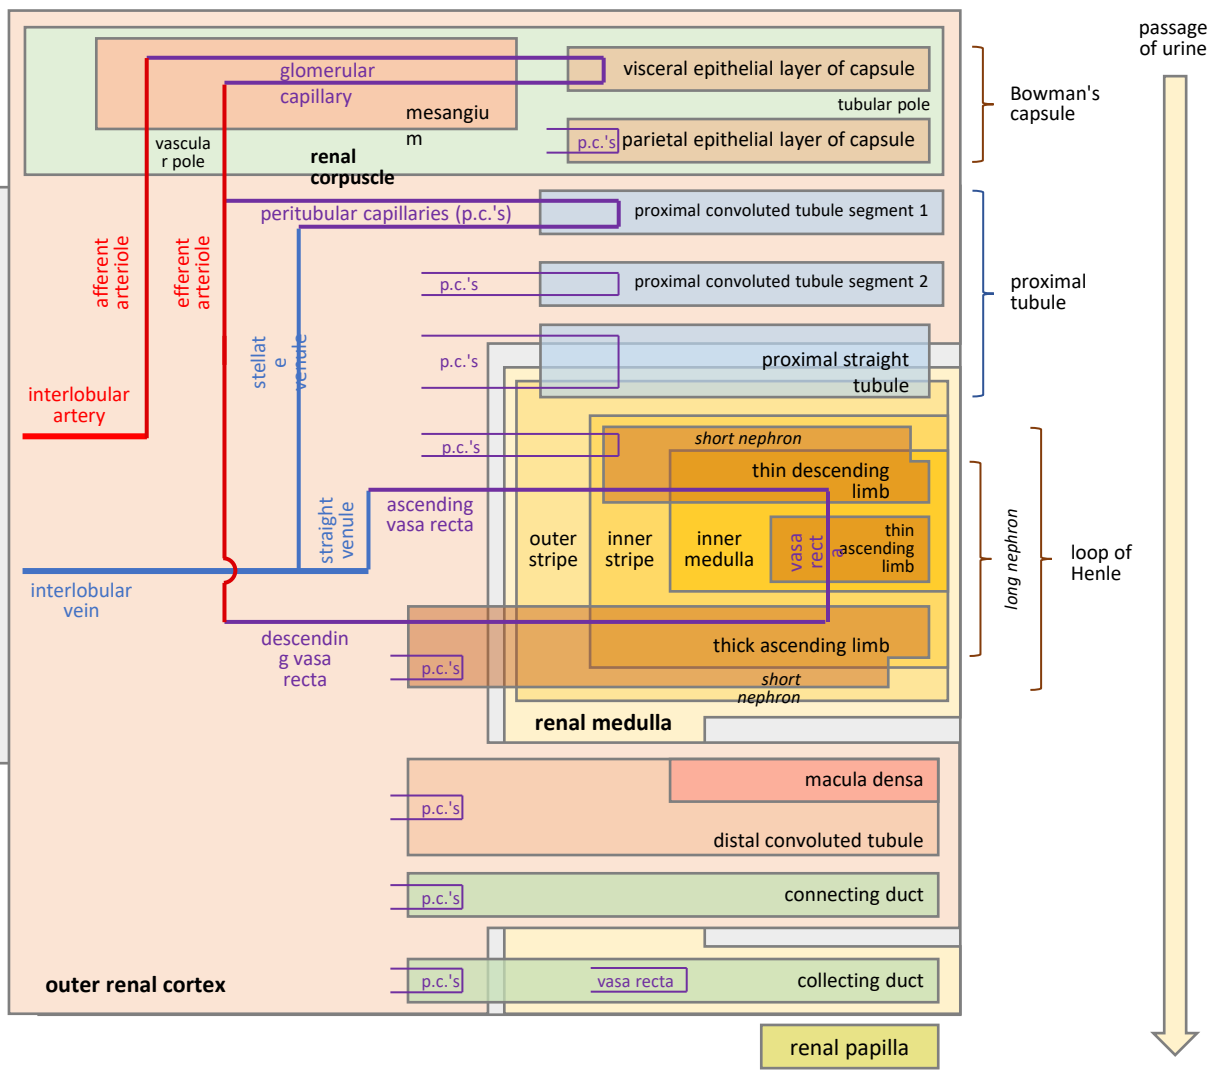 passage
of urine
glomerular
capillary
visceral epithelial layer of capsule
tubular pole
mesangiu
m
Bowman's
capsule
vascula
r pole
p.c.'s
parietal epithelial layer of capsule
renal
corpuscle
peritubular capillaries (p.c.'s)
proximal convoluted tubule segment 1
afferent
arteriole
efferent
arteriole
p.c.'s
proximal convoluted tubule segment 2
proximal
tubule
stellat
e
venule
p.c.'s
proximal straight
tubule
interlobular
artery
p.c.'s
short nephron
thin descending
limb
ascending
vasa recta
straight
venule
outer
stripe
inner
stripe
inner
medulla
vasa
rect
a
thin
ascending
limb
long nephron
loop of
Henle
interlobular
vein
descendin
g vasa
recta
p.c.'s
thick ascending limb
short
nephron
renal medulla
macula densa
p.c.'s
distal convoluted tubule
p.c.'s
connecting duct
outer renal cortex
p.c.'s
vasa recta
collecting duct
renal papilla